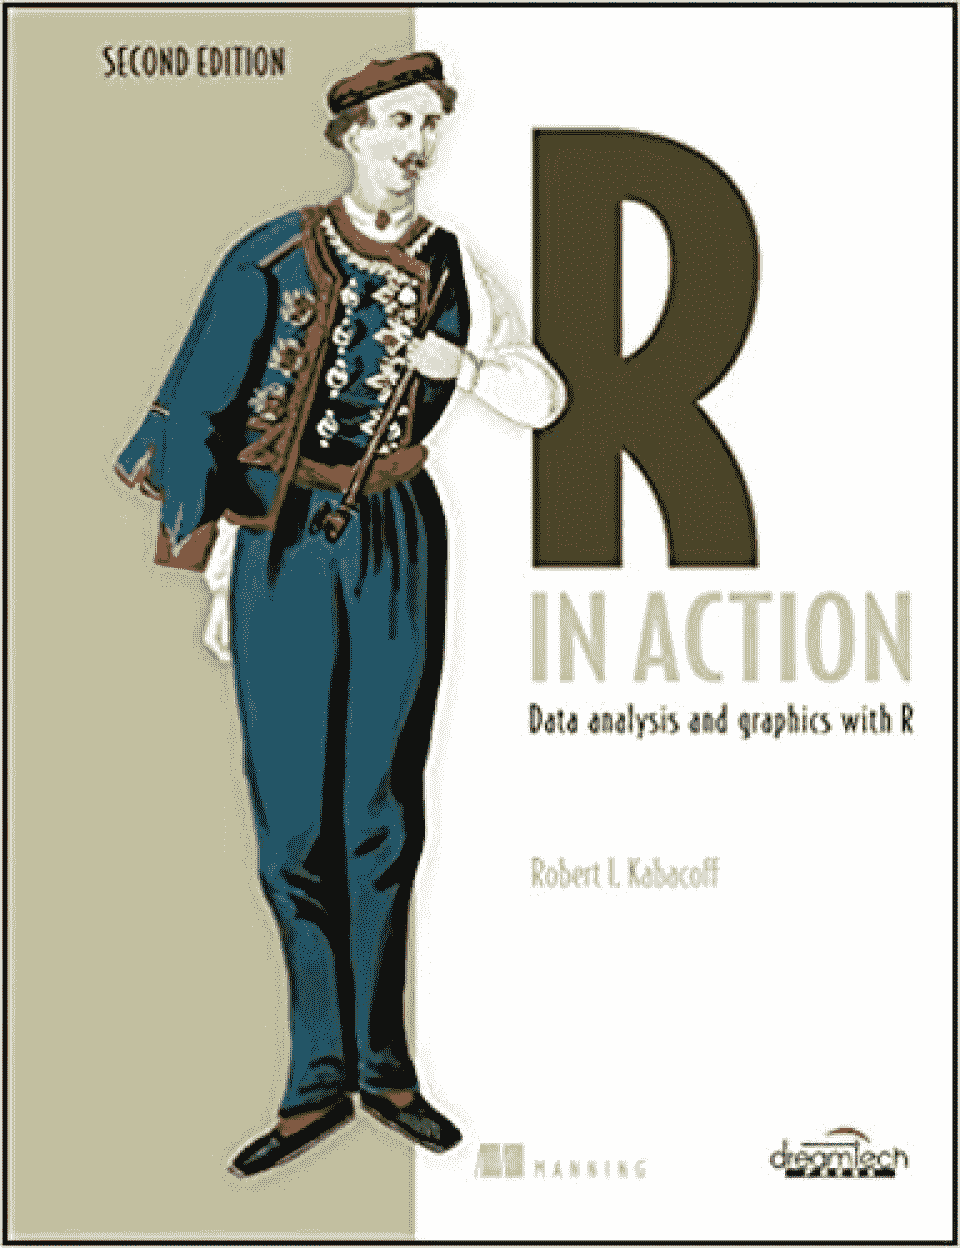 SECOND EDITION
R
IN ACTION
Data analysis and graphics with R
Robert I. Kabacoff
MANNING
dreamtech